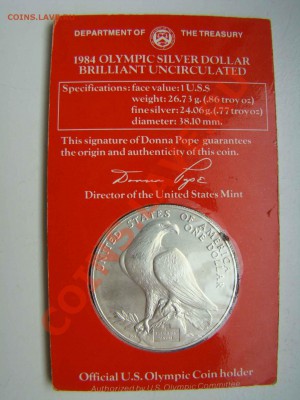 COINS.LAVE.RU
DEPARTMENT OF THE TREASURY
1984 OLYMPIC SILVER DOLLAR
BRILLIANT UNCIRCULATED
Specifications: face value: 1 U.S.$
weight: 26.73 g. (.86 troy oz)
fine silver: 24.06 g. (.77 troy oz)
diameter: 38.10 mm.
This signature of Donna Pope guarantees
the origin and authenticity of this coin.
Donna Pope
Director of the United States Mint
UNITED STATES OF AMERICA
ONE DOLLAR
Official U.S. Olympic Coin holder
Authorized by U.S. Olympic Committee